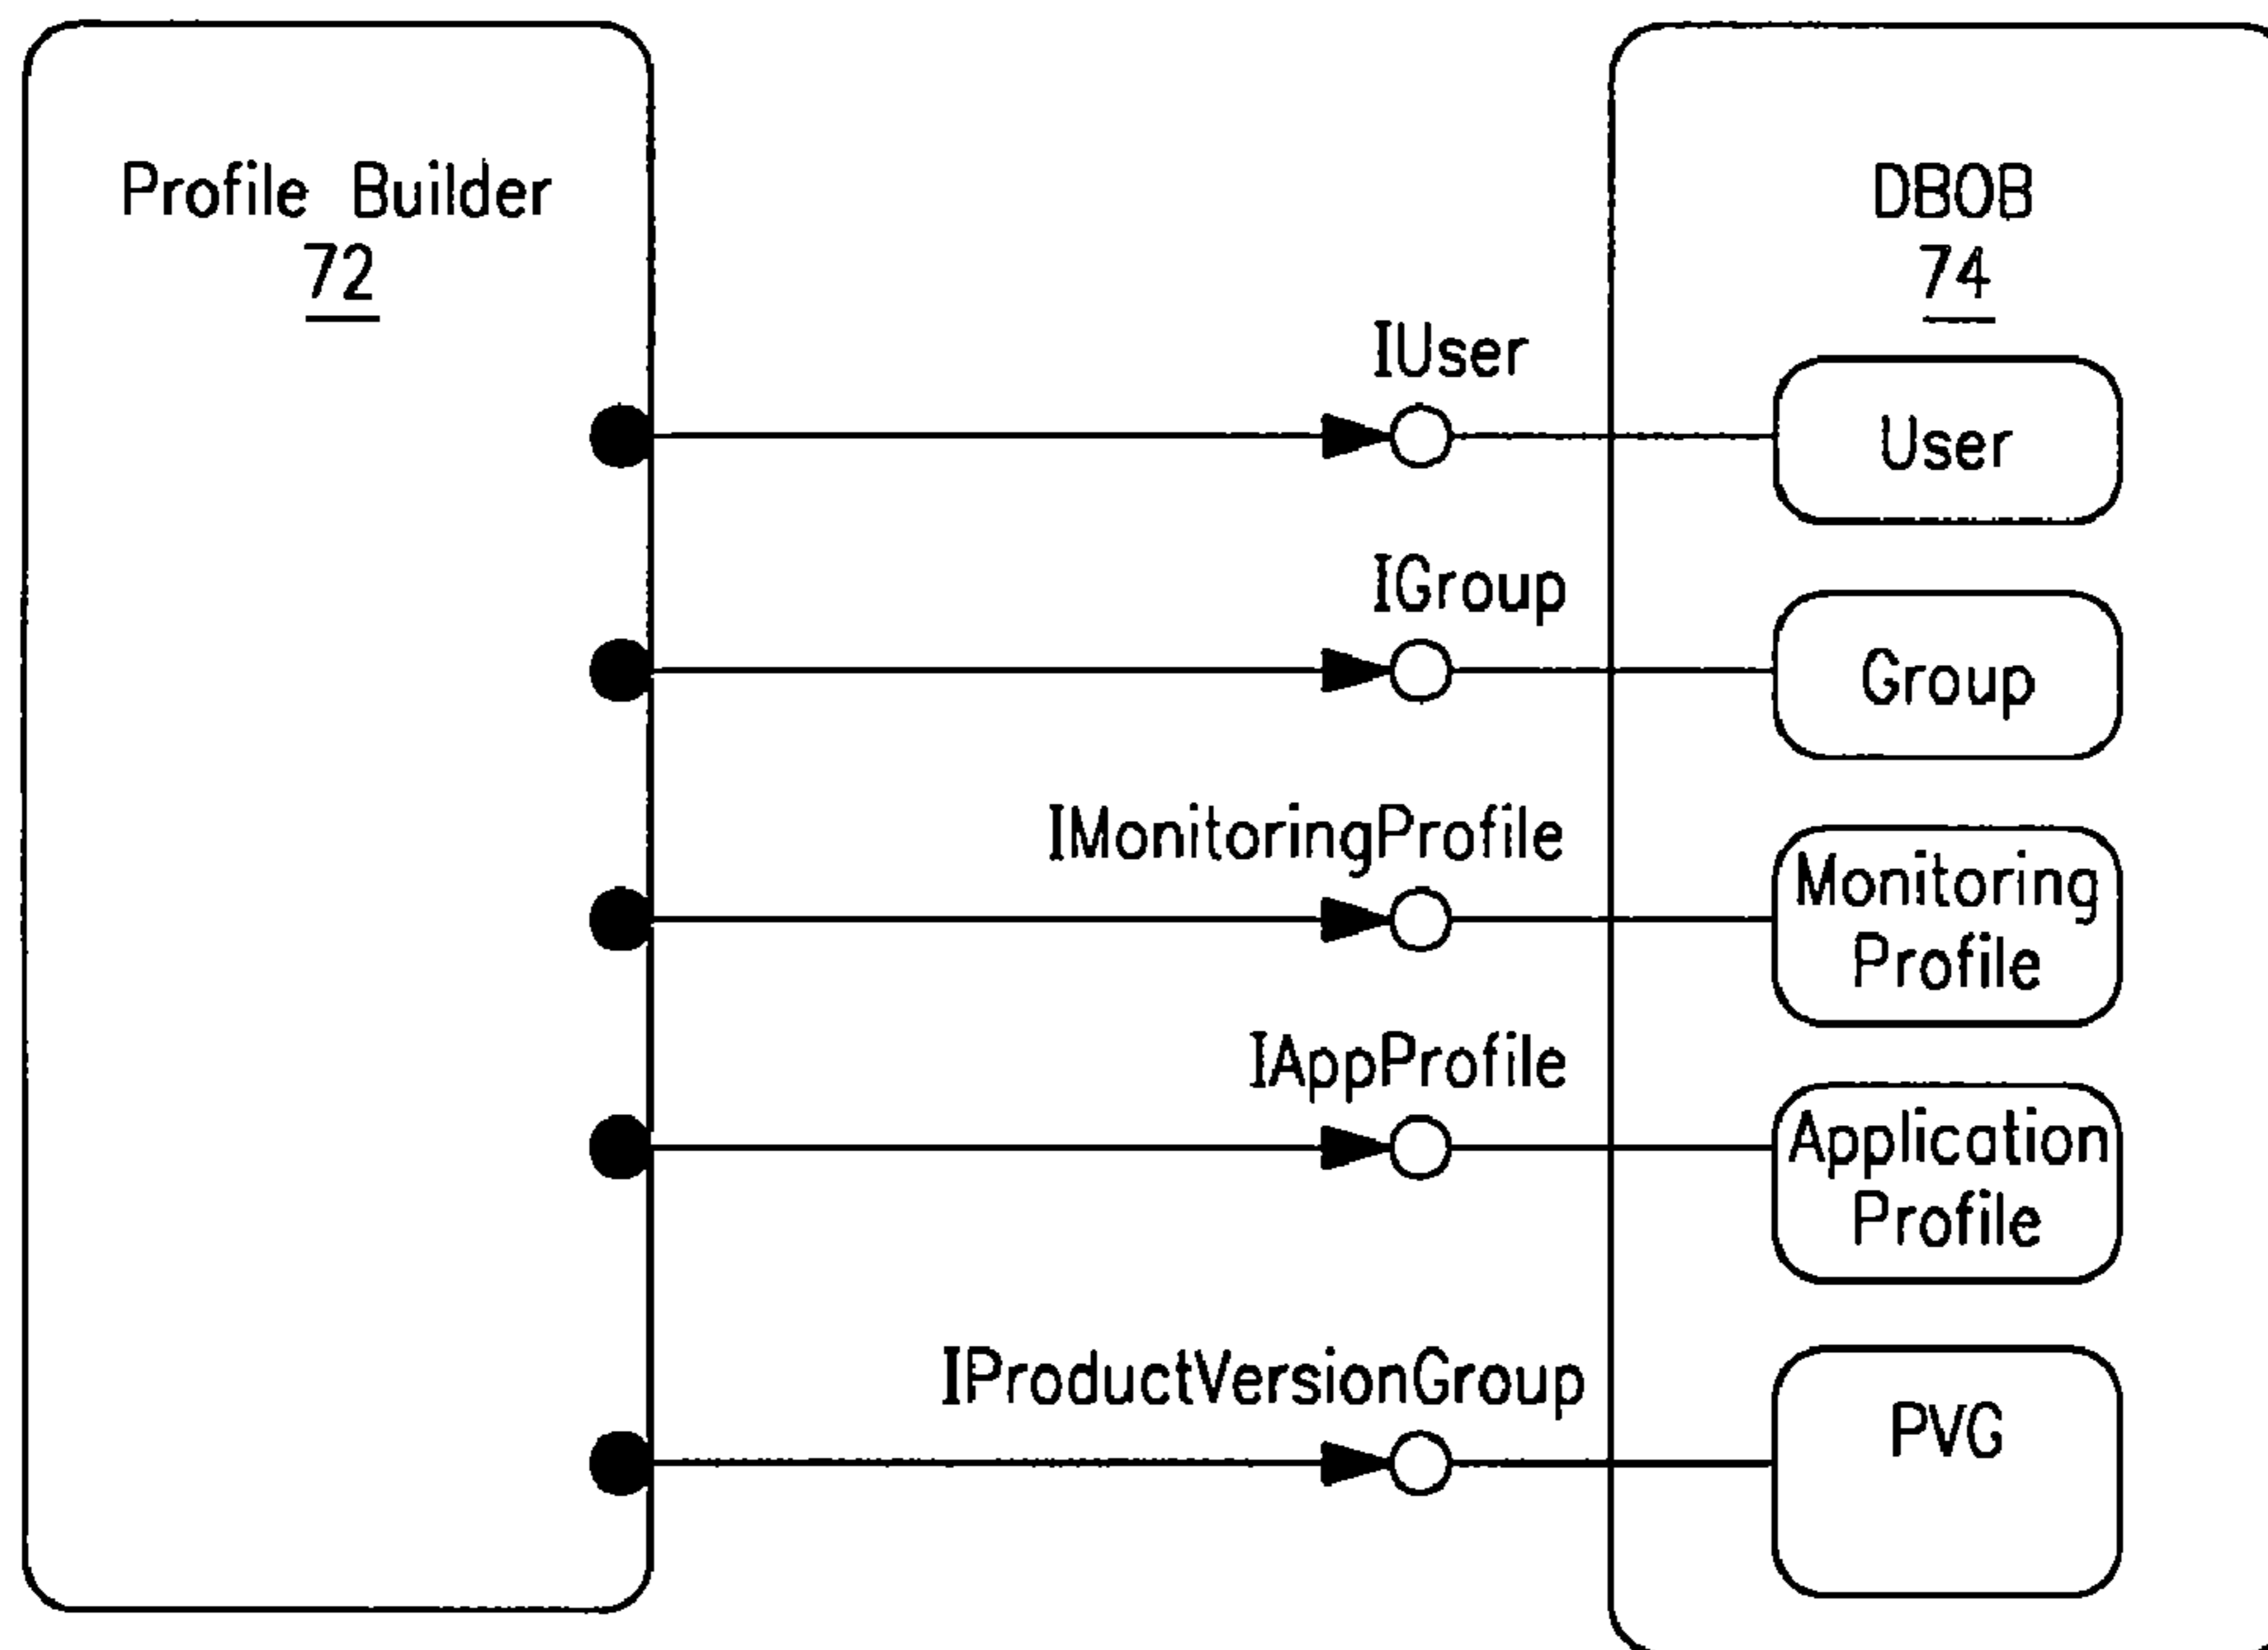 Profile Builder
72
DBOB
74
IUser
User
IGroup
Group
IMonitoringProfile
Monitoring
Profile
IAppProfile
Application
Profile
IProductVersionGroup
PVG